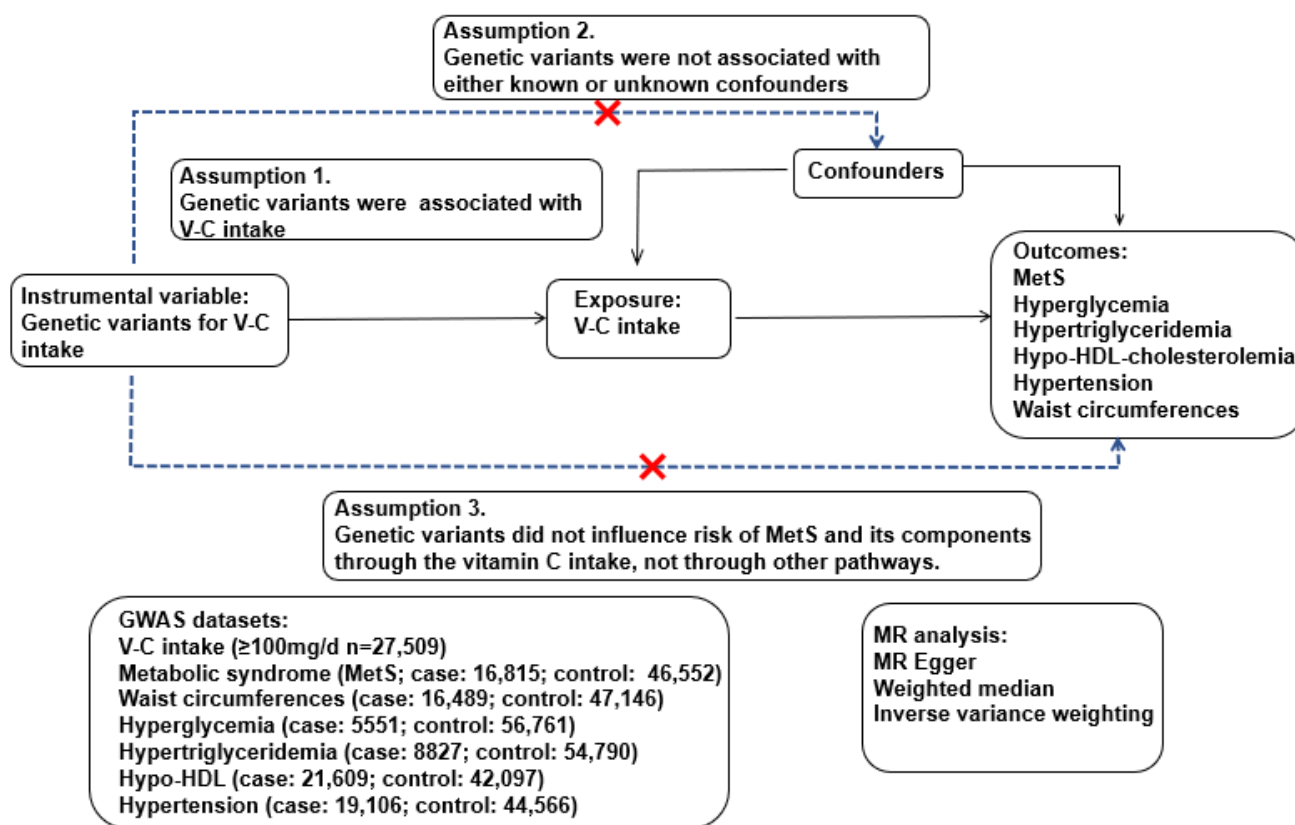 Assumption 2.
Genetic variants were not associated with
either known or unknown confounders
Assumption 1.
Genetic variants were associated with
V-C intake
Confounders
Instrumental variable:
Genetic variants for V-C
intake
Exposure:
V-C intake
Outcomes:
MetS
Hyperglycemia
Hypertriglyceridemia
Hypo-HDL-cholesterolemia
Hypertension
Waist circumferences
Assumption 3.
Genetic variants did not influence risk of MetS and its components
through the vitamin C intake, not through other pathways.
GWAS datasets:
V-C intake (≥100mg/d n=27,509)
Metabolic syndrome (MetS; case: 16,815; control: 46,552)
Waist circumferences (case: 16,489; control: 47,146)
Hyperglycemia (case: 5551; control: 56,761)
Hypertriglyceridemia (case: 8827; control: 54,790)
Hypo-HDL (case: 21,609; control: 42,097)
Hypertension (case: 19,106; control: 44,566)
MR analysis:
MR Egger
Weighted median
Inverse variance weighting